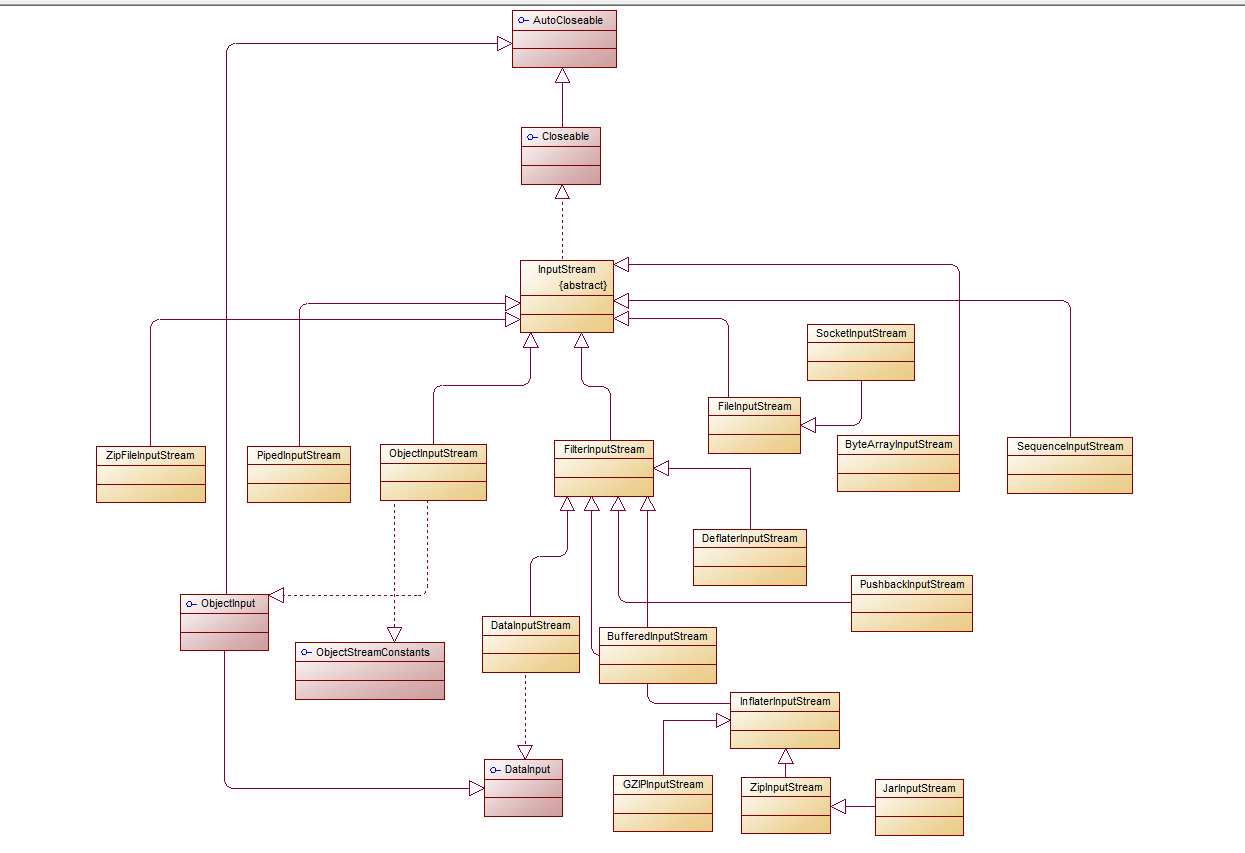 AutoCloseable
Closeable
InputStream
{abstract}
SocketInputStream
FileInputStream
ByteArrayInputStream
SequenceInputStream
ZipFileInputStream
PipedInputStream
ObjectInputStream
FilterInputStream
DeflaterInputStream
PushbackInputStream
ObjectInput
DataInputStream
BufferedInputStream
ObjectStreamConstants
InflaterInputStream
DataInput
GZIPInputStream
ZipInputStream
JarInputStream